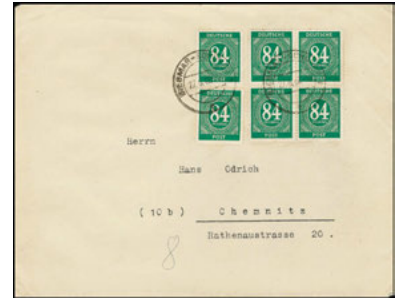 DEUTSCHE DEUTSCHE DEUTSCHE
84 84 84
POST POST POST
DEUTSCHE DEUTSCHE DEUTSCHE
84 84 84
POST POST POST
Herrn
Hans Odrich
(10b) Chemnitz
Rathenaustrasse 20.
8